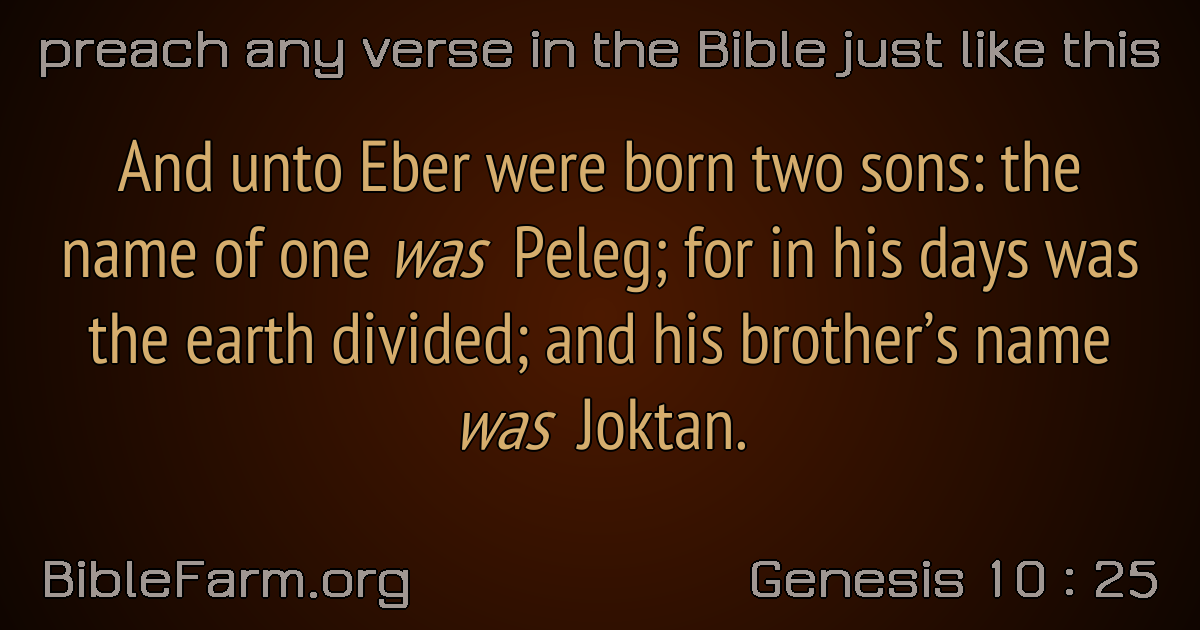 preach any verse in the Bible just like this
And unto Eber were born two sons: the
name of one was Peleg; for in his days was
the earth divided; and his brother’s name
was Joktan.
BibleFarm.org
Genesis 10 : 25